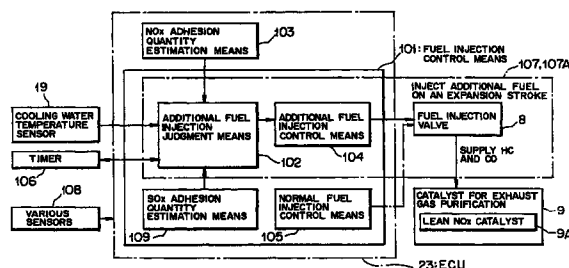 NOx ADHESION
QUANTITY
ESTIMATION MEANS
103
101: FUEL INJECTION
CONTROL MEANS
107, 107A
INJECT ADDITIONAL FUEL
ON AN EXPANSION STROKE
19
COOLING WATER
TEMPERATURE
SENSOR
ADDITIONAL FUEL
INJECTION
JUDGMENT MEANS
102
ADDITIONAL FUEL
INJECTION
CONTROL MEANS
104
FUEL INJECTION
VALVE
8
TIMER
106
SUPPLY HC
AND CO
108
VARIOUS
SENSORS
SOx ADHESION
QUANTITY
ESTIMATION MEANS
109
NORMAL FUEL
INJECTION
CONTROL MEANS
105
CATALYST FOR EXHAUST
GAS PURIFICATION
9
LEAN NOx CATALYST
9A
23: ECU